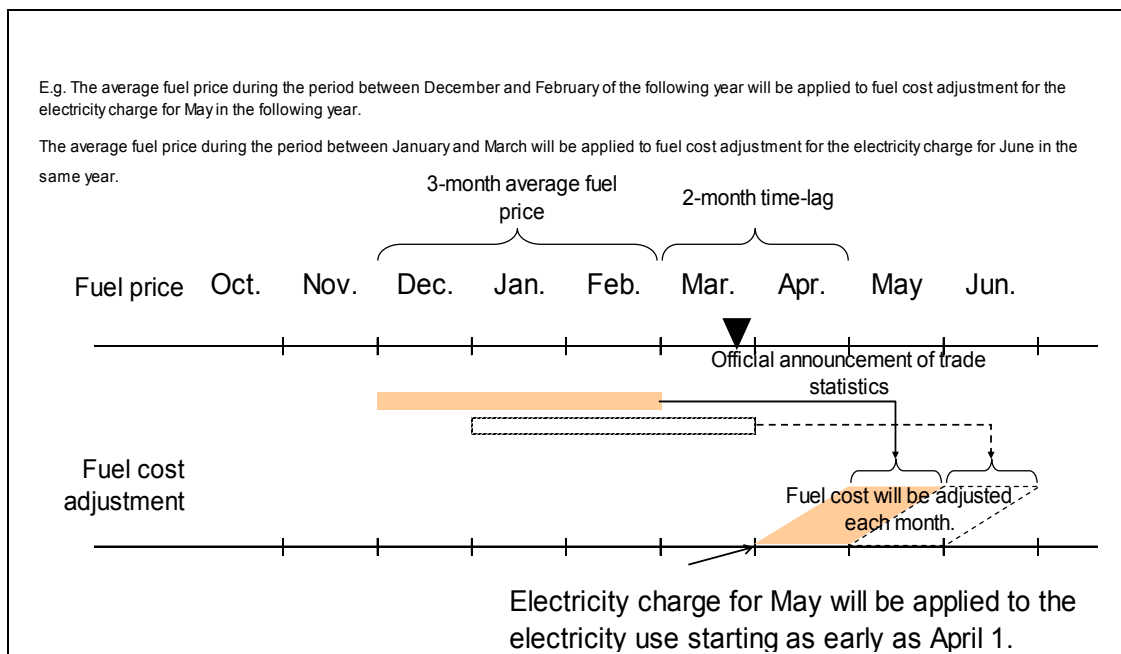 E.g. The average fuel price during the period between December and February of the following year will be applied to fuel cost adjustment for the
electricity charge for May in the following year.
The average fuel price during the period between January and March will be applied to fuel cost adjustment for the electricity charge for June in the
same year.
3-month average fuel
price
2-month time-lag
Fuel price Oct. Nov. Dec. Jan. Feb. Mar. Apr. May Jun.
Official announcement of trade
statistics
Fuel cost
adjustment
Fuel cost will be adjusted
each month.
Electricity charge for May will be applied to the
electricity use starting as early as April 1.